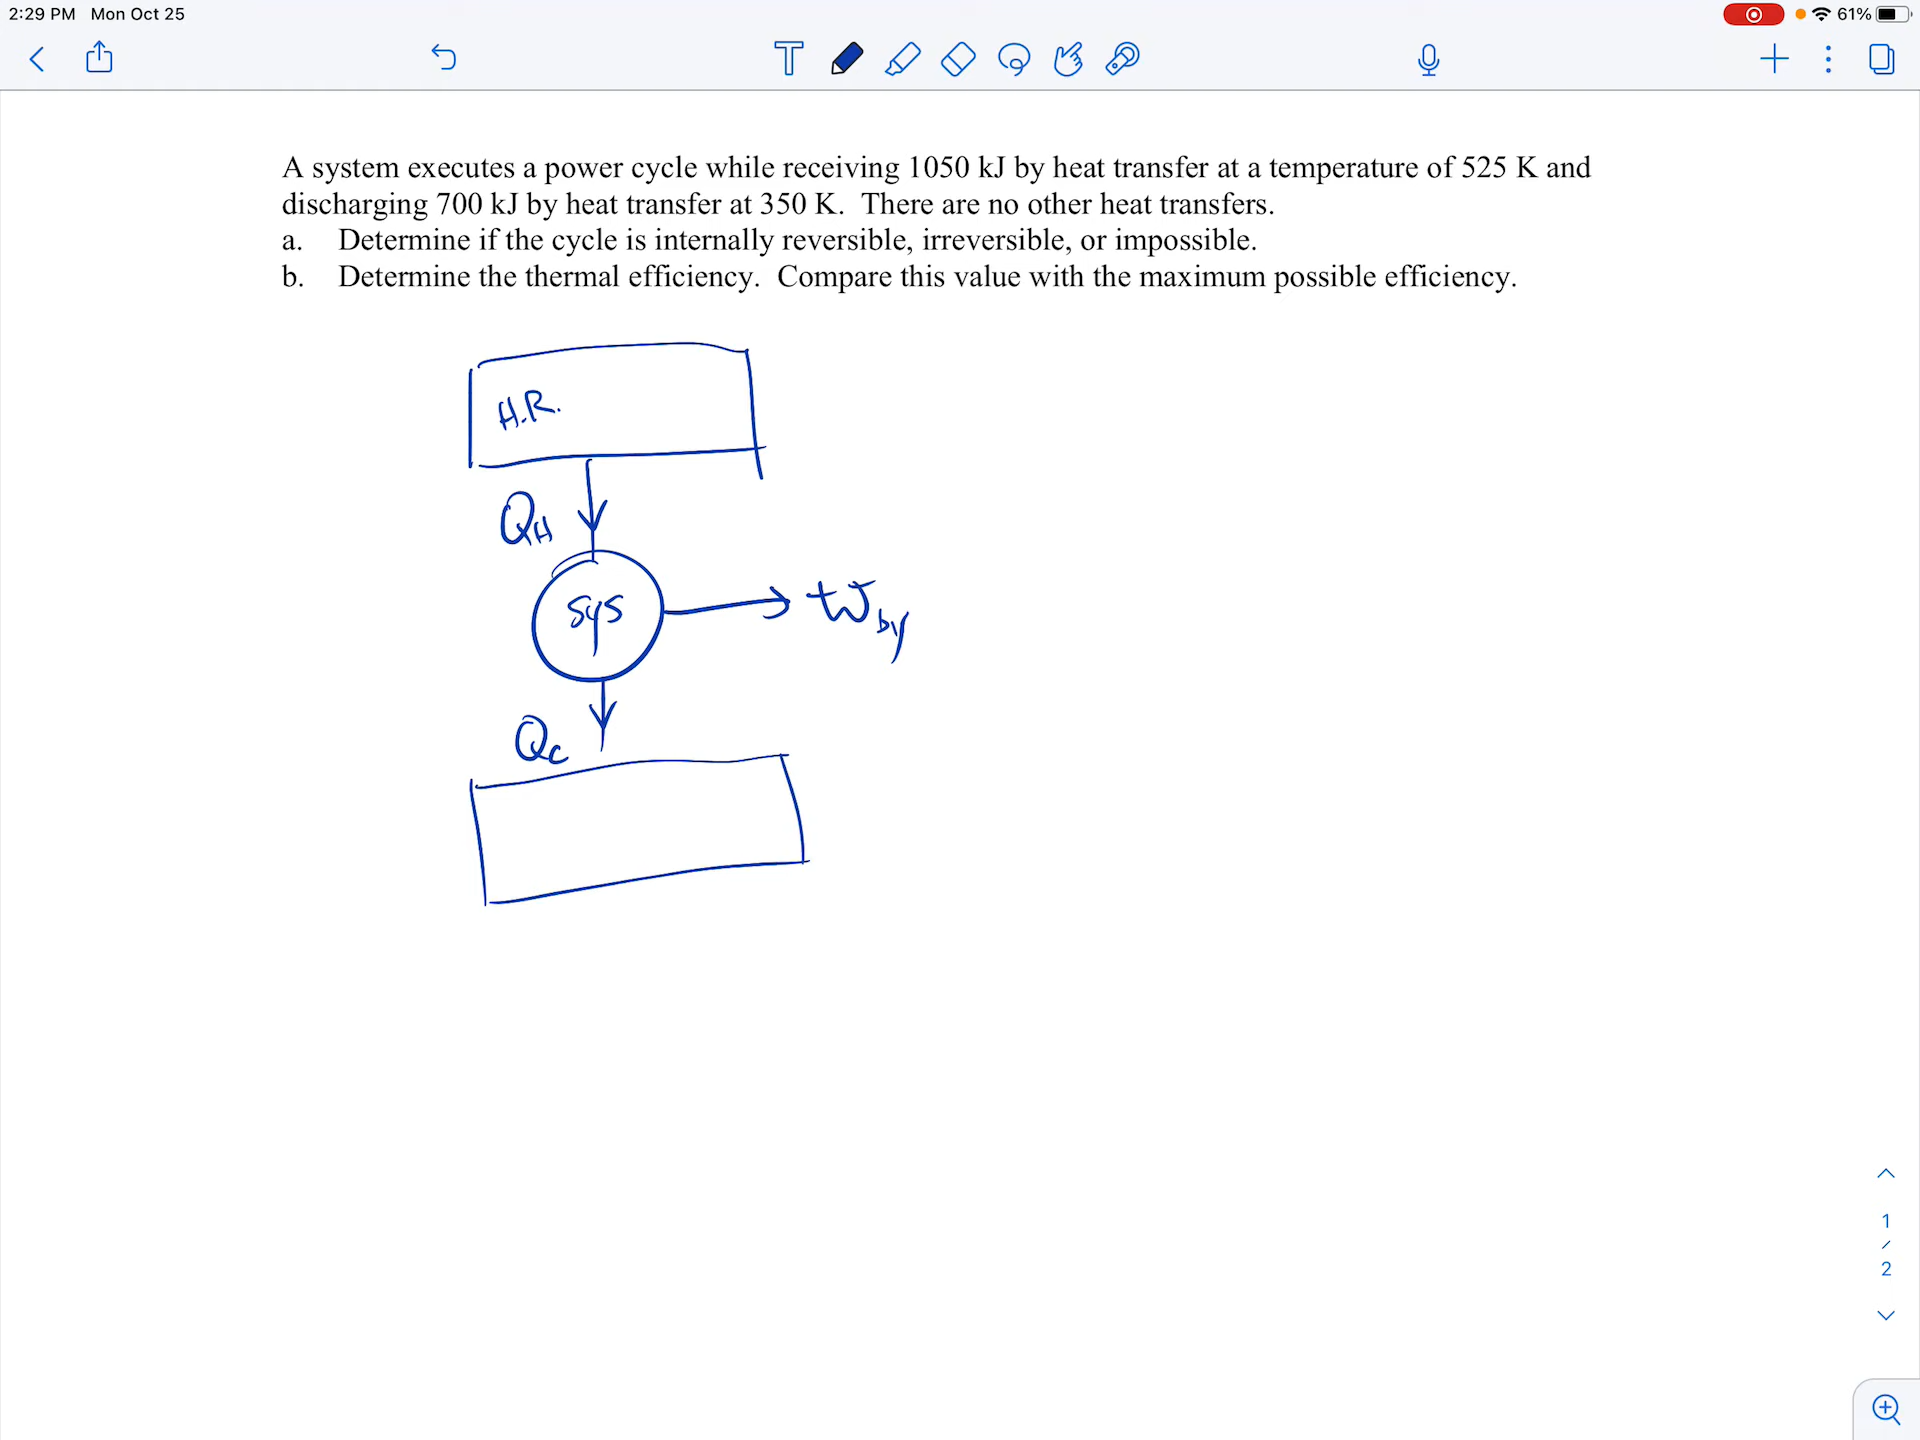 2:29 PM Mon Oct 25
61%
A system executes a power cycle while receiving 1050 kJ by heat transfer at a temperature of 525 K and
discharging 700 kJ by heat transfer at 350 K. There are no other heat transfers.
a. Determine if the cycle is internally reversible, irreversible, or impossible.
b. Determine the thermal efficiency. Compare this value with the maximum possible efficiency.
H.R.
QH
sys
Wby
QC
1
/
2